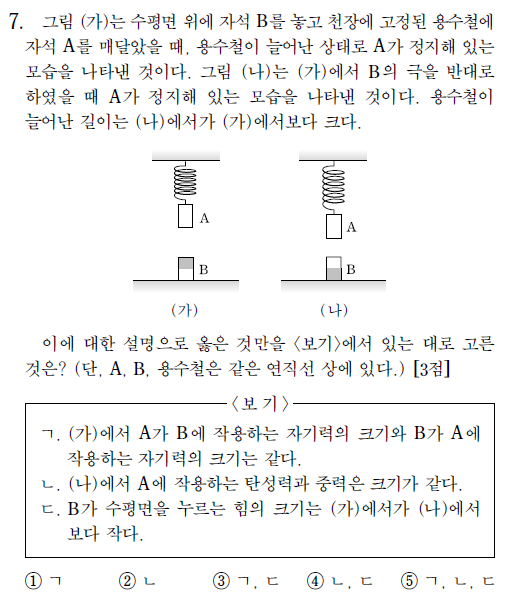 7. 그림 (가)는 수평면 위에 자석 B를 놓고 천장에 고정된 용수철에
자석 A를 매달았을 때, 용수철이 늘어난 상태로 A가 정지해 있는
모습을 나타낸 것이다. 그림 (나)는 (가)에서 B의 극을 반대로
하였을 때 A가 정지해 있는 모습을 나타낸 것이다. 용수철이
늘어난 길이는 (나)에서가 (가)에서보다 크다.
A
A
B
B
(가)
(나)
이에 대한 설명으로 옳은 것만을 <보기>에서 있는 대로 고른
것은? (단, A, B, 용수철은 같은 연직선 상에 있다.) [3점]
<보 기>
ㄱ. (가)에서 A가 B에 작용하는 자기력의 크기와 B가 A에
작용하는 자기력의 크기는 같다.
ㄴ. (나)에서 A에 작용하는 탄성력과 중력은 크기가 같다.
ㄷ. B가 수평면을 누르는 힘의 크기는 (가)에서가 (나)에서
보다 작다.
① ㄱ ② ㄴ ③ ㄱ, ㄷ ④ ㄴ, ㄷ ⑤ ㄱ, ㄴ, ㄷ